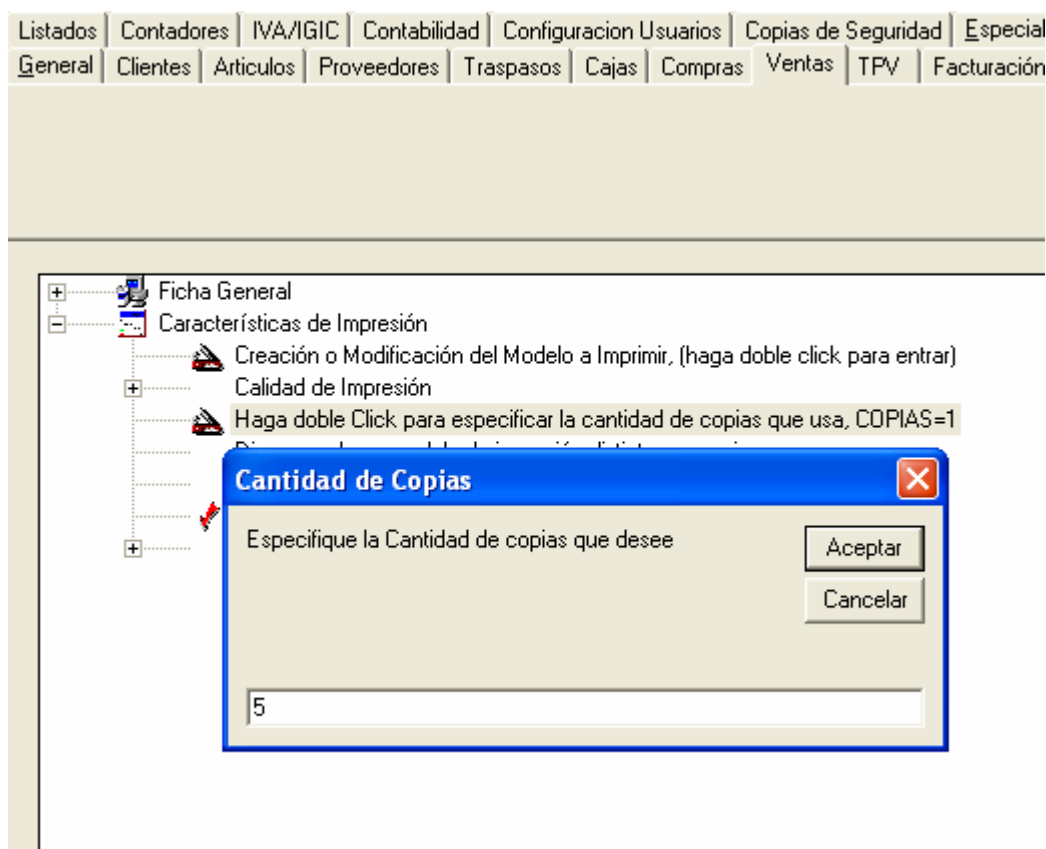 Listados Contadores IVA/IGIC Contabilidad Configuracion Usuarios Copias de Seguridad Especial
General Clientes Articulos Proveedores Traspasos Cajas Compras Ventas TPV Facturación
Ficha General
Características de Impresión
Creación o Modificación del Modelo a Imprimir, (haga doble click para entrar)
Calidad de Impresión
Haga doble Click para especificar la cantidad de copias que usa, COPIAS=1
Cantidad de Copias
Especifique la Cantidad de copias que desee
Aceptar
Cancelar
5